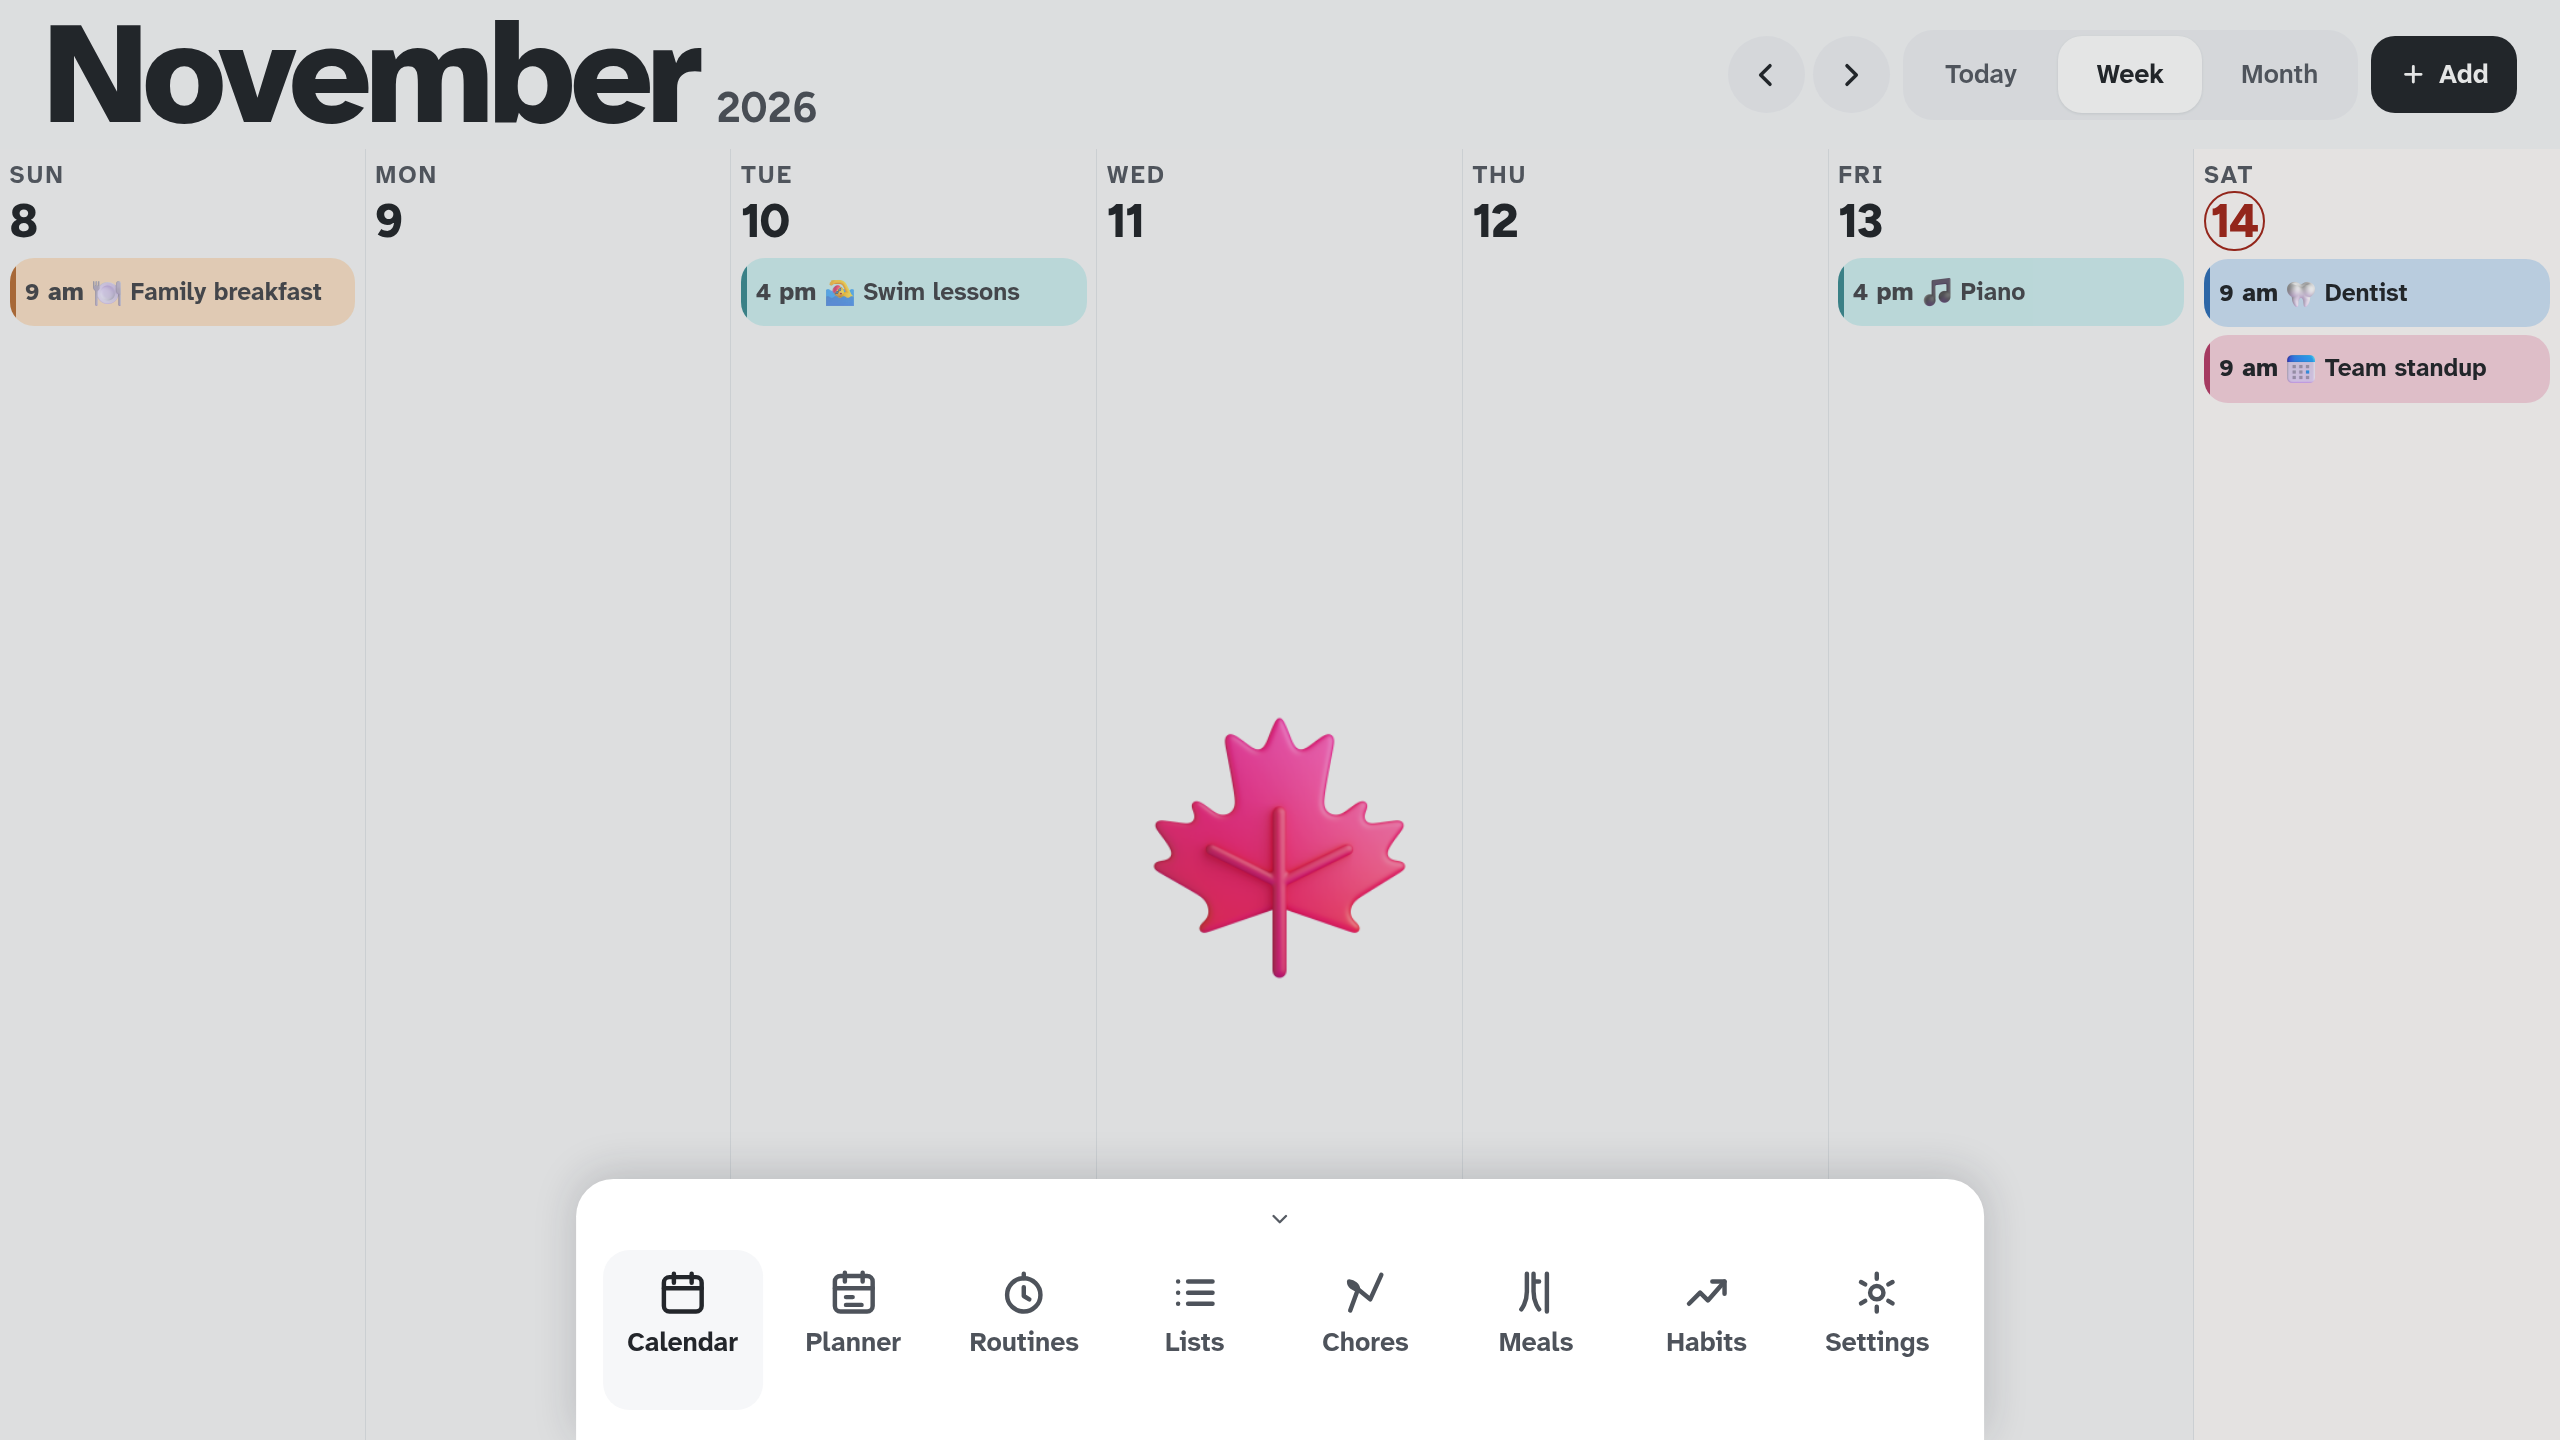 November 2026
Today Week Month + Add
SUN MON TUE WED THU FRI SAT
8 9 10 11 12 13 14
9 am Family breakfast
4 pm Swim lessons
4 pm Piano
9 am Dentist
9 am Team standup
Calendar Planner Routines Lists Chores Meals Habits Settings